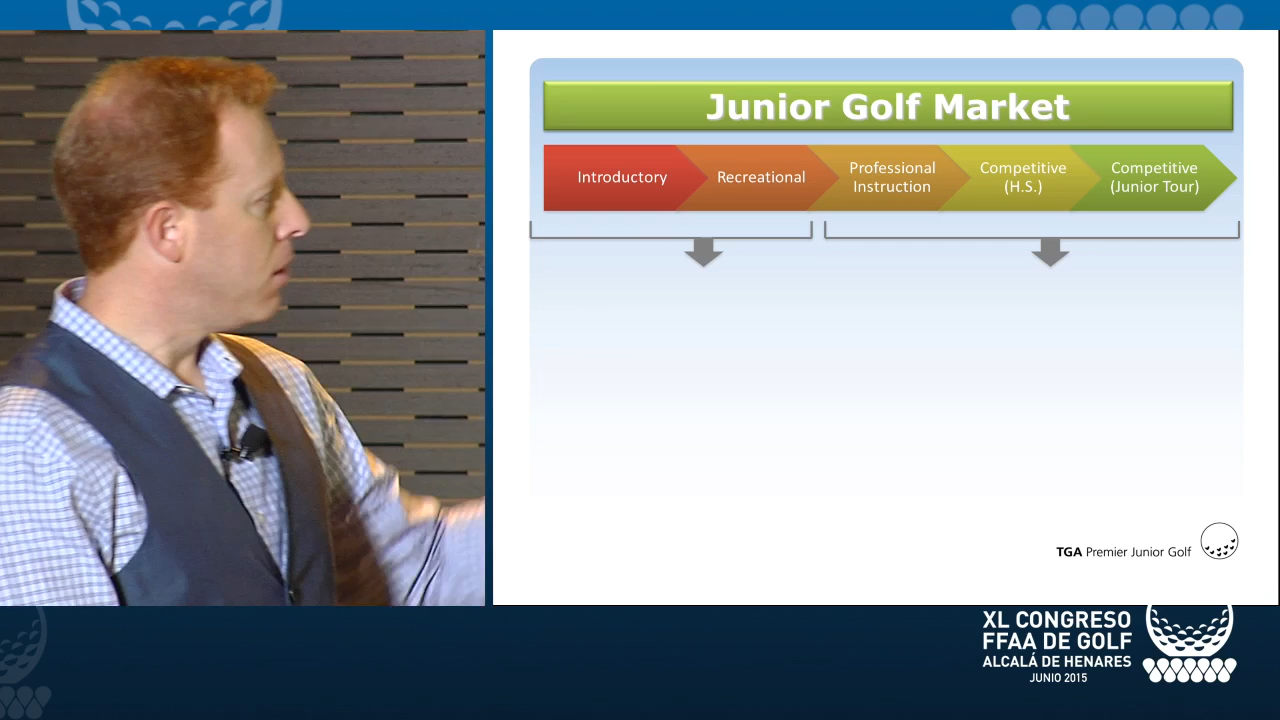 Junior Golf Market
Introductory
Recreational
Professional
Instruction
Competitive
(H.S.)
Competitive
(Junior Tour)
TGA Premier Junior Golf
XL CONGRESO
FFAA DE GOLF
ALCALÁ DE HENARES
JUNIO 2015